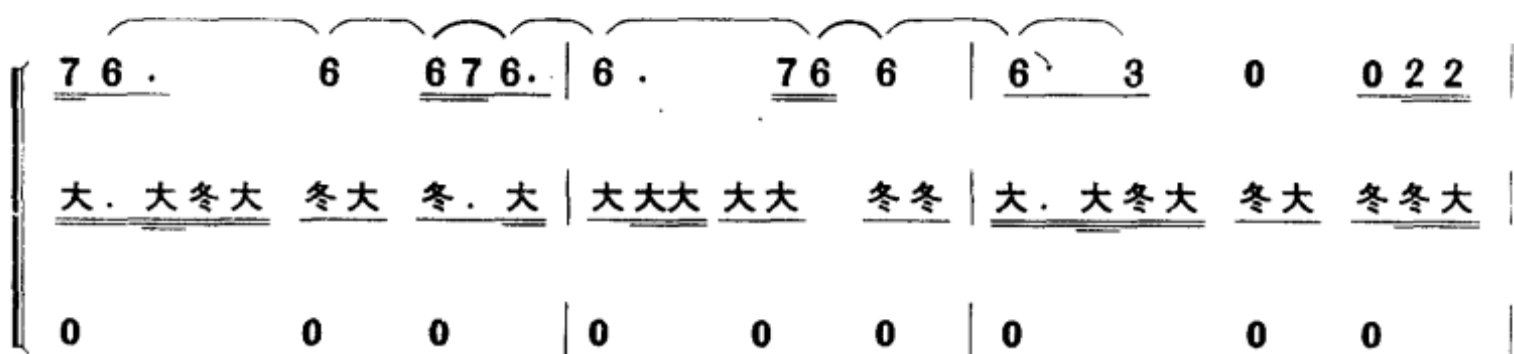 7 6 . 6 6 7 6 . | 6 . 7 6 6 | 6 3 0 0 2 2 |
大 . 大 冬 大 冬 大 冬 . 大 | 大 大 大 大 大 冬 冬 | 大 . 大 冬 大 冬 大 冬 冬 大 |
0 0 0 | 0 0 0 | 0 0 0 |